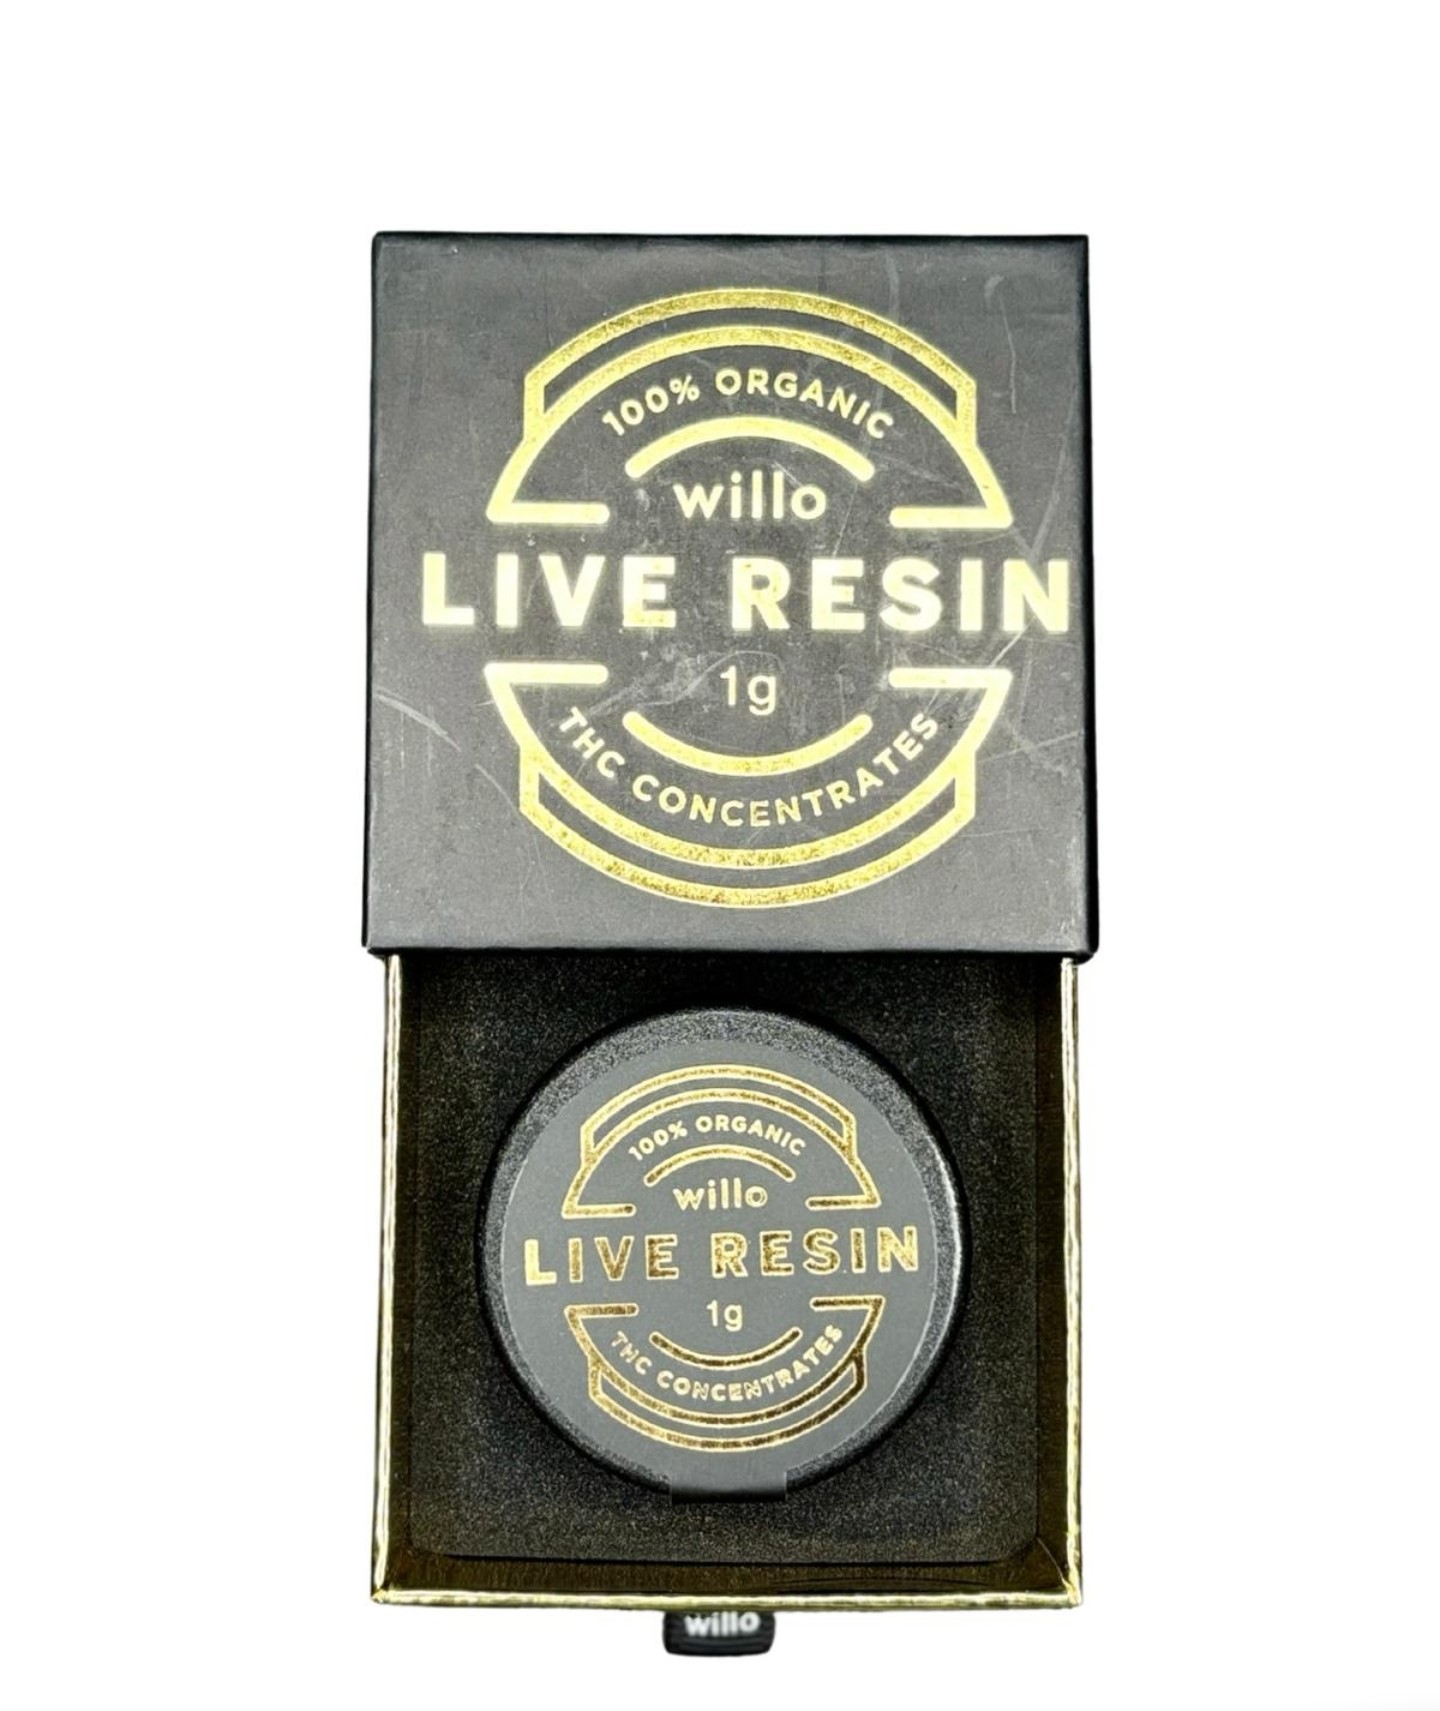 100% ORGANIC
willo
LIVE RESIN
1g
THC CONCENTRATES
100% ORGANIC
willo
LIVE RESIN
1g
THC CONCENTRATES
willo